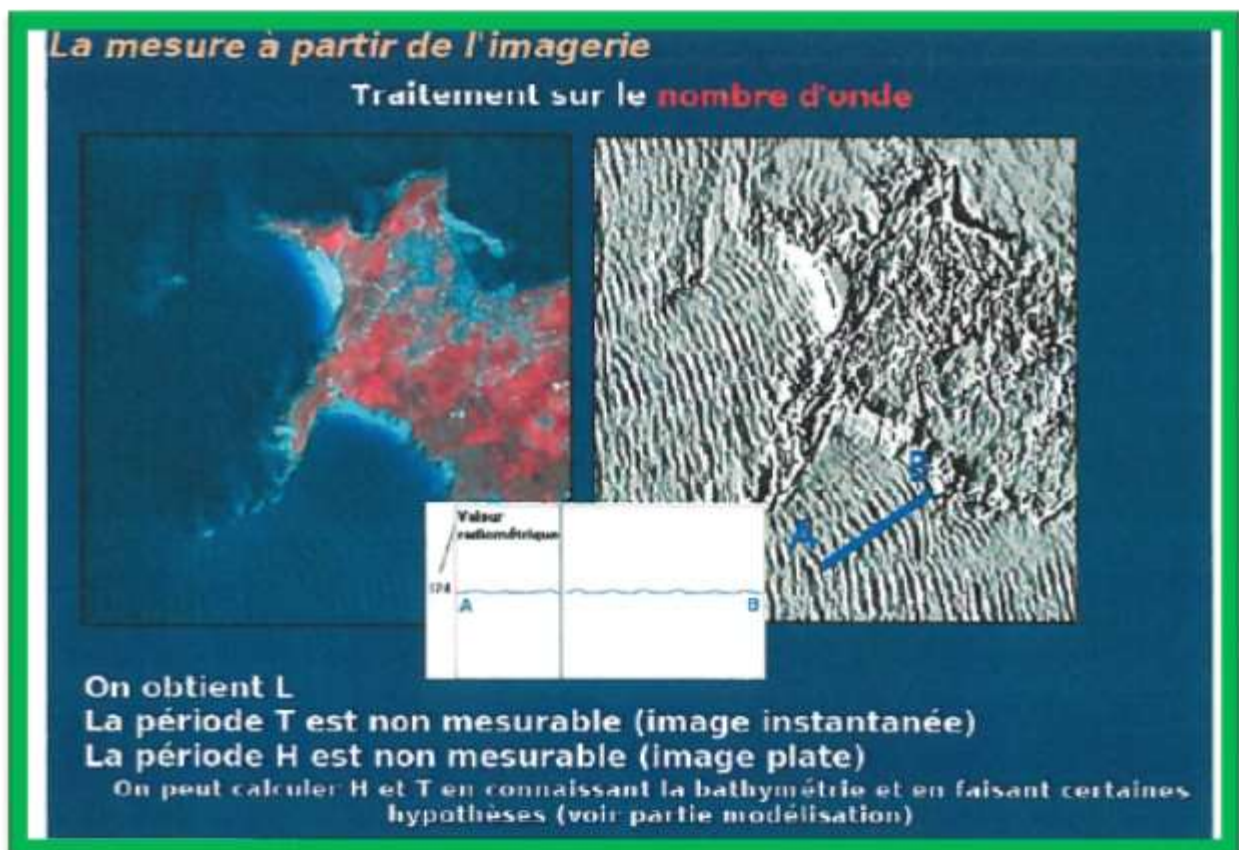 La mesure à partir de l'imagerie
Traitement sur le nombre d'onde
B
A
Valeur
radiométrique
174
A
B
On obtient L
La période T est non mesurable (image instantanée)
La période H est non mesurable (image plate)
On peut calculer H et T en connaissant la bathymétrie et en faisant certaines
hypothèses (voir partie modélisation)